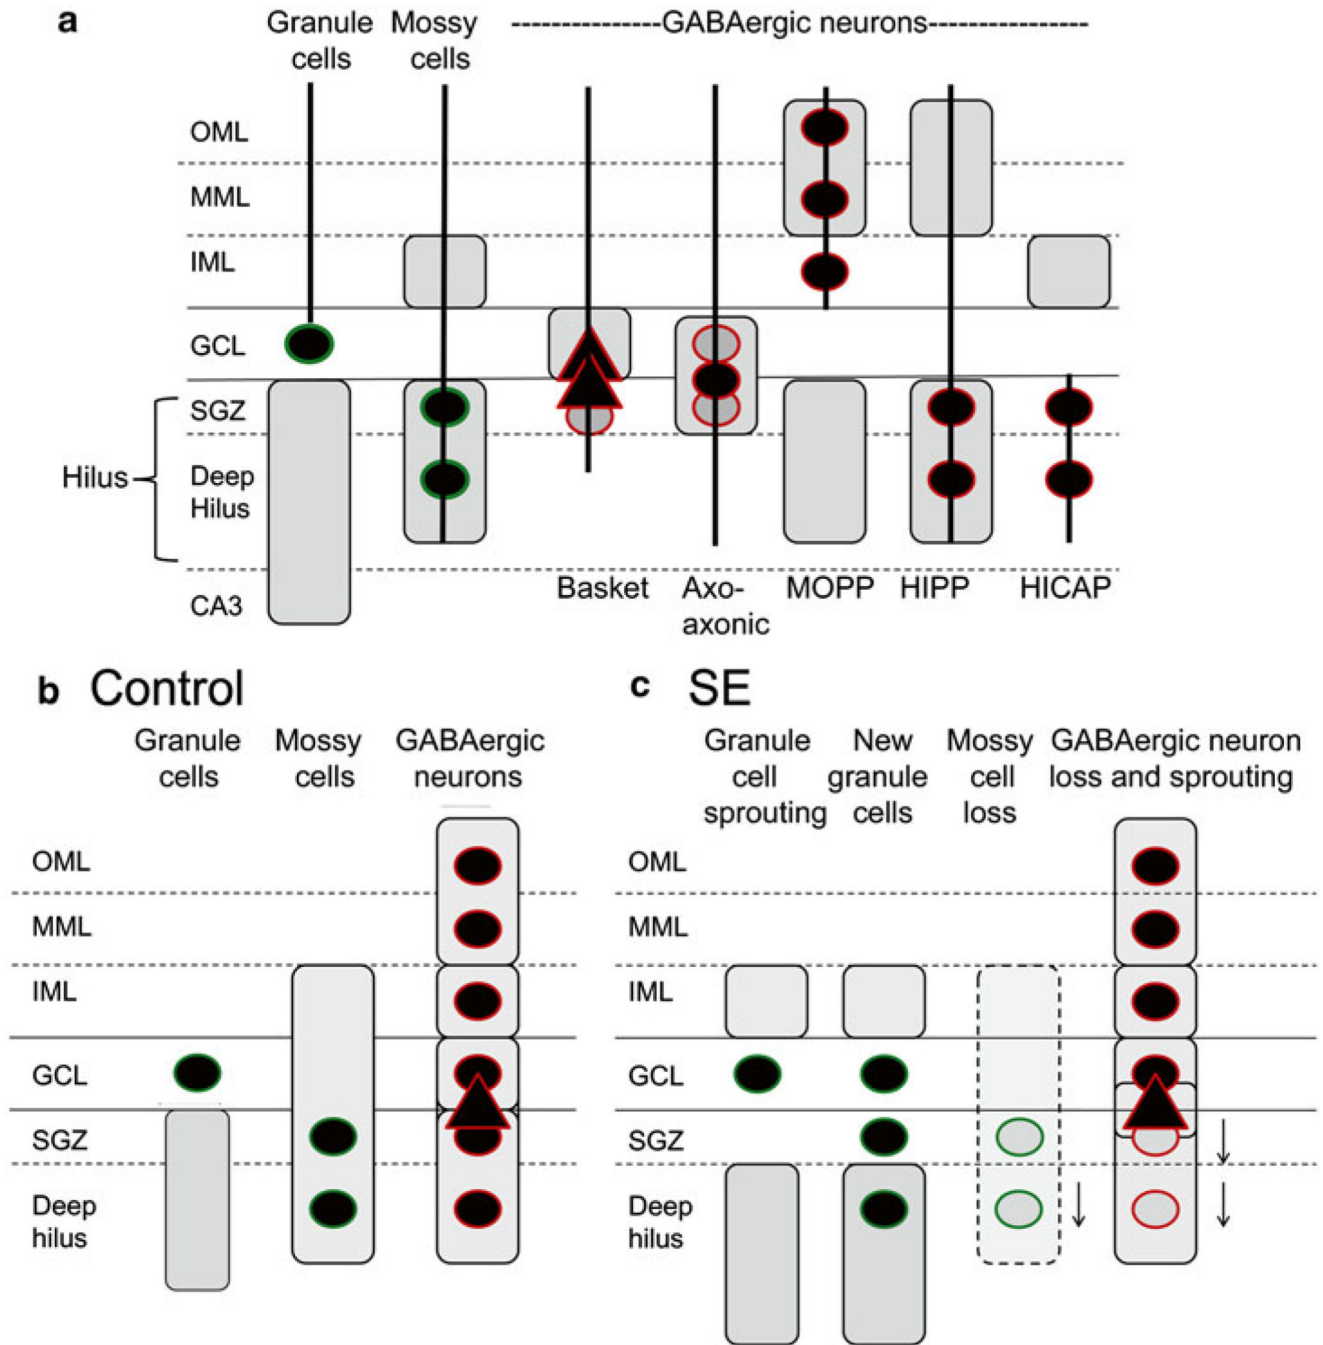 a
Granule Mossy ---------------GABAergic neurons----------------
cells cells
OML
MML
IML
GCL
SGZ
Hilus
Deep
Hilus
CA3
Basket Axo- MOPP HIPP HICAP
axonic
b Control
Granule Mossy GABAergic
cells cells neurons
OML
MML
IML
GCL
SGZ
Deep
hilus
c SE
Granule New Mossy GABAergic neuron
cell granule cell loss and sprouting
sprouting cells loss
OML
MML
IML
GCL
SGZ
Deep
hilus